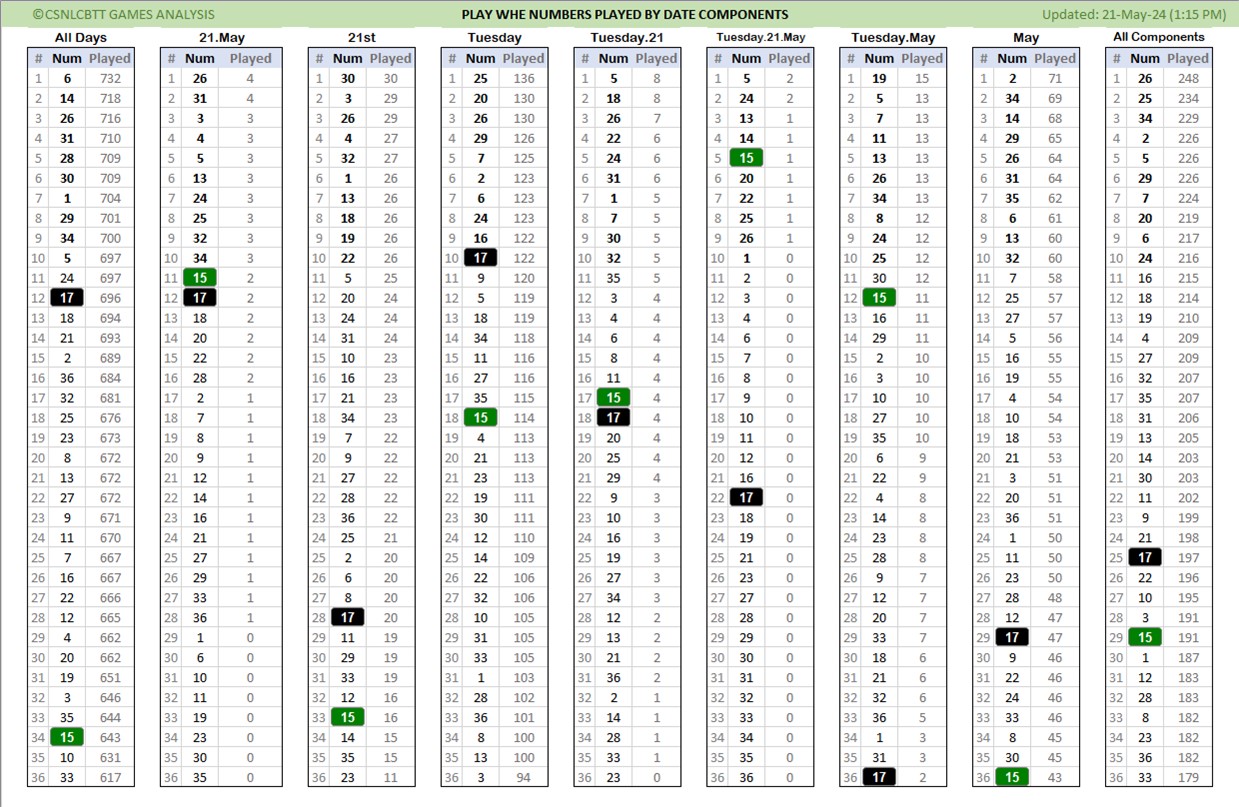 ©CSNLCBTT GAMES ANALYSIS PLAY WHE NUMBERS PLAYED BY DATE COMPONENTS Updated: 21-May-24 (1:15 PM)
All Days 21.May 21st Tuesday Tuesday.21 Tuesday.21.May Tuesday.May May All Components
# Num Played # Num Played # Num Played # Num Played # Num Played # Num Played # Num Played # Num Played # Num Played
1 6 732 1 26 4 1 30 30 1 25 136 1 5 8 1 5 2 1 19 15 1 2 71 1 26 248
2 14 718 2 31 4 2 3 29 2 20 130 2 18 8 2 24 2 2 5 13 2 34 69 2 25 234
3 26 716 3 3 3 3 26 29 3 26 130 3 26 7 3 13 1 3 7 13 3 14 68 3 34 229
4 31 710 4 4 3 4 4 27 4 29 126 4 22 6 4 14 1 4 11 13 4 29 65 4 2 226
5 28 709 5 5 3 5 32 27 5 7 125 5 24 6 5 15 1 5 13 13 5 26 64 5 5 226
6 30 709 6 13 3 6 1 26 6 2 123 6 31 6 6 20 1 6 26 13 6 31 64 6 29 226
7 1 704 7 24 3 7 13 26 7 6 123 7 1 5 7 22 1 7 34 13 7 35 62 7 7 224
8 29 701 8 25 3 8 18 26 8 24 123 8 7 5 8 25 1 8 8 12 8 6 61 8 20 219
9 34 700 9 32 3 9 19 26 9 16 122 9 30 5 9 26 1 9 24 12 9 13 60 9 6 217
10 5 697 10 34 3 10 22 26 10 17 122 10 32 5 10 1 0 10 25 12 10 32 60 10 24 216
11 24 697 11 15 2 11 5 25 11 9 120 11 35 5 11 2 0 11 30 12 11 7 58 11 16 215
12 17 696 12 17 2 12 20 24 12 5 119 12 3 4 12 3 0 12 15 11 12 25 57 12 18 214
13 18 694 13 18 2 13 24 24 13 18 119 13 4 4 13 4 0 13 16 11 13 27 57 13 19 210
14 21 693 14 20 2 14 31 24 14 34 118 14 6 4 14 6 0 14 29 11 14 5 56 14 4 209
15 2 689 15 22 2 15 10 23 15 11 116 15 8 4 15 7 0 15 2 10 15 16 55 15 27 209
16 36 684 16 28 2 16 16 23 16 27 116 16 11 4 16 8 0 16 3 10 16 19 55 16 32 207
17 32 681 17 2 1 17 21 23 17 35 115 17 15 4 17 9 0 17 10 10 17 4 54 17 35 207
18 25 676 18 7 1 18 34 23 18 15 114 18 17 4 18 10 0 18 27 10 18 10 54 18 31 206
19 23 673 19 8 1 19 7 22 19 4 113 19 20 4 19 11 0 19 35 10 19 18 53 19 13 205
20 8 672 20 9 1 20 9 22 20 21 113 20 25 4 20 12 0 20 6 9 20 21 53 20 14 203
21 13 672 21 12 1 21 27 22 21 23 113 21 29 4 21 16 0 21 22 9 21 3 51 21 30 203
22 27 672 22 14 1 22 28 22 22 19 111 22 9 3 22 17 0 22 4 8 22 20 51 22 11 202
23 9 671 23 16 1 23 36 22 23 30 111 23 10 3 23 18 0 23 14 8 23 36 51 23 9 199
24 11 670 24 21 1 24 25 21 24 12 110 24 16 3 24 19 0 24 23 8 24 1 50 24 21 198
25 7 667 25 27 1 25 2 20 25 14 109 25 19 3 25 21 0 25 28 8 25 11 50 25 17 197
26 16 667 26 29 1 26 6 20 26 22 106 26 27 3 26 23 0 26 9 7 26 23 50 26 22 196
27 22 666 27 33 1 27 8 20 27 32 106 27 34 3 27 27 0 27 12 7 27 28 48 27 10 195
28 12 665 28 36 1 28 17 20 28 10 105 28 12 2 28 28 0 28 20 7 28 12 47 28 3 191
29 4 662 29 1 0 29 11 19 29 31 105 29 13 2 29 29 0 29 33 7 29 17 47 29 15 191
30 20 662 30 6 0 30 29 19 30 33 105 30 21 2 30 30 0 30 18 6 30 9 46 30 1 187
31 19 651 31 10 0 31 33 19 31 1 103 31 36 2 31 31 0 31 21 6 31 22 46 31 12 183
32 3 646 32 11 0 32 12 16 32 28 102 32 2 1 32 32 0 32 32 6 32 24 46 32 28 183
33 35 644 33 19 0 33 15 16 33 36 101 33 14 1 33 33 0 33 36 5 33 33 46 33 8 182
34 15 643 34 23 0 34 14 15 34 8 100 34 28 1 34 34 0 34 1 3 34 8 45 34 23 182
35 10 631 35 30 0 35 35 15 35 13 100 35 33 1 35 35 0 35 31 3 35 30 45 35 36 182
36 33 617 36 35 0 36 23 11 36 3 94 36 23 0 36 36 0 36 17 2 36 15 43 36 33 179